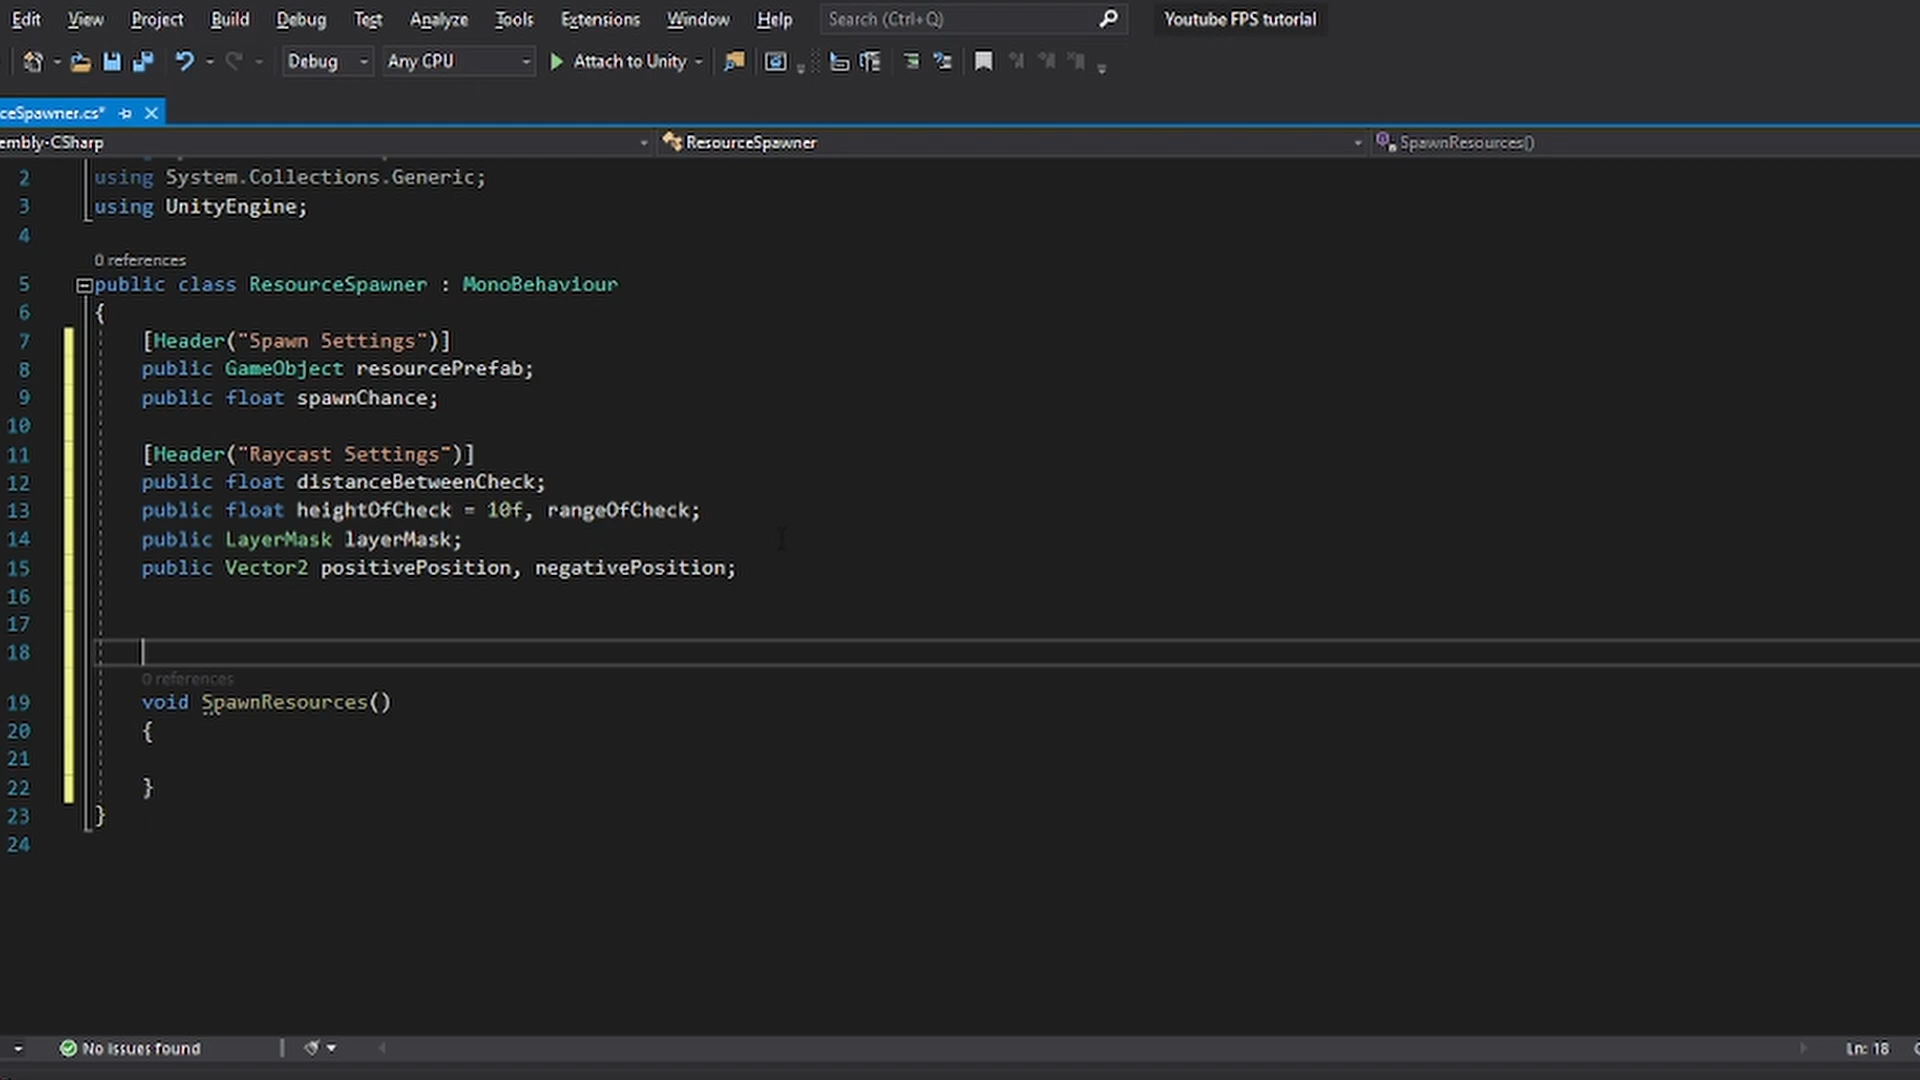 Edit View Project Build Debug Test Analyze Tools Extensions Window Help Search (Ctrl+Q) Youtube FPS tutorial
Debug Any CPU Attach to Unity
ceSpawner.cs*
embly-CSharp ResourceSpawner SpawnResources()
2 using System.Collections.Generic;
3 using UnityEngine;
4
0 references
5 public class ResourceSpawner : MonoBehaviour
6 {
7 [Header("Spawn Settings")]
8 public GameObject resourcePrefab;
9 public float spawnChance;
10
11 [Header("Raycast Settings")]
12 public float distanceBetweenCheck;
13 public float heightOfCheck = 10f, rangeOfCheck;
14 public LayerMask layerMask;
15 public Vector2 positivePosition, negativePosition;
16
17
18
0 references
19 void SpawnResources()
20 {
21
22 }
23 }
24
No issues found Ln: 18